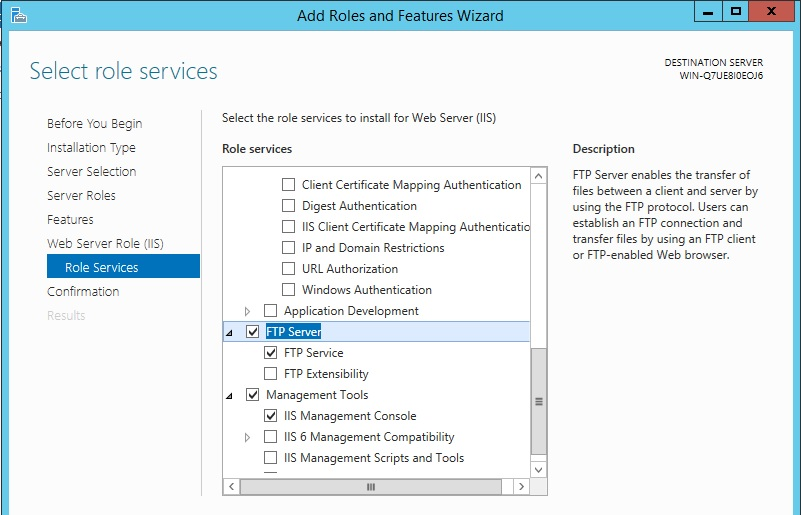 Add Roles and Features Wizard
Select role services
DESTINATION SERVER
WIN-Q7UE8I0EOJ6
Before You Begin
Installation Type
Server Selection
Server Roles
Features
Web Server Role (IIS)
Role Services
Confirmation
Results
Select the role services to install for Web Server (IIS)
Role services
Client Certificate Mapping Authentication
Digest Authentication
IIS Client Certificate Mapping Authenticatio
IP and Domain Restrictions
URL Authorization
Windows Authentication
Application Development
FTP Server
FTP Service
FTP Extensibility
Management Tools
IIS Management Console
IIS 6 Management Compatibility
IIS Management Scripts and Tools
Description
FTP Server enables the transfer of
files between a client and server by
using the FTP protocol. Users can
establish an FTP connection and
transfer files by using an FTP client
or FTP-enabled Web browser.